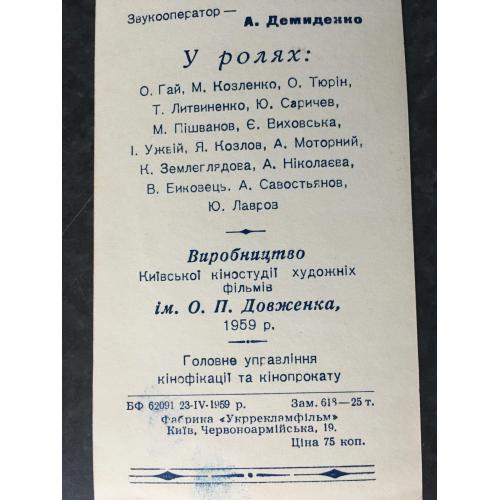 Звукооператор —
А. Демиденко
У ролях:
О. Гай, М. Козленко, О. Тюрін,
Т. Литвиненко, Ю. Саричев,
М. Пішванов, Є. Виховська,
І. Ужвій, Я. Козлов, А. Моторний,
К. Землеглядова, А. Ніколаєва,
В. Биковець. А. Савостьянов,
Ю. Лавров
Виробництво
Київської кіностудії художніх
фільмів
ім. О. П. Довженка,
1959 р.
Головне управління
кінофікації та кінопрокату
БФ 62091 23-IV-1959 р. Зам. 618—25 т.
Фабрика «Укррекламфільм»
Київ, Червоноармійська, 19.
Ціна 75 коп.